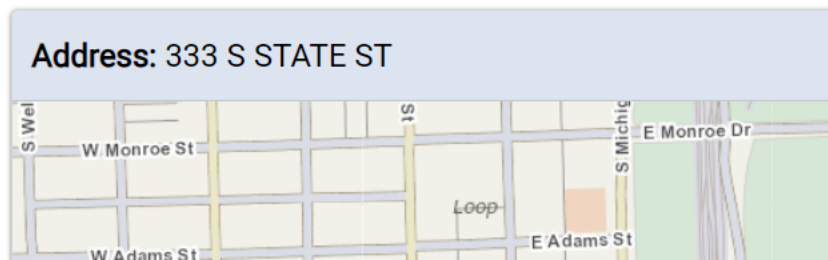 Address: 333 S STATE ST
S Wel
St
S Michig
E Monroe Dr
W Monroe St
Loop
E Adams St
W Adams St